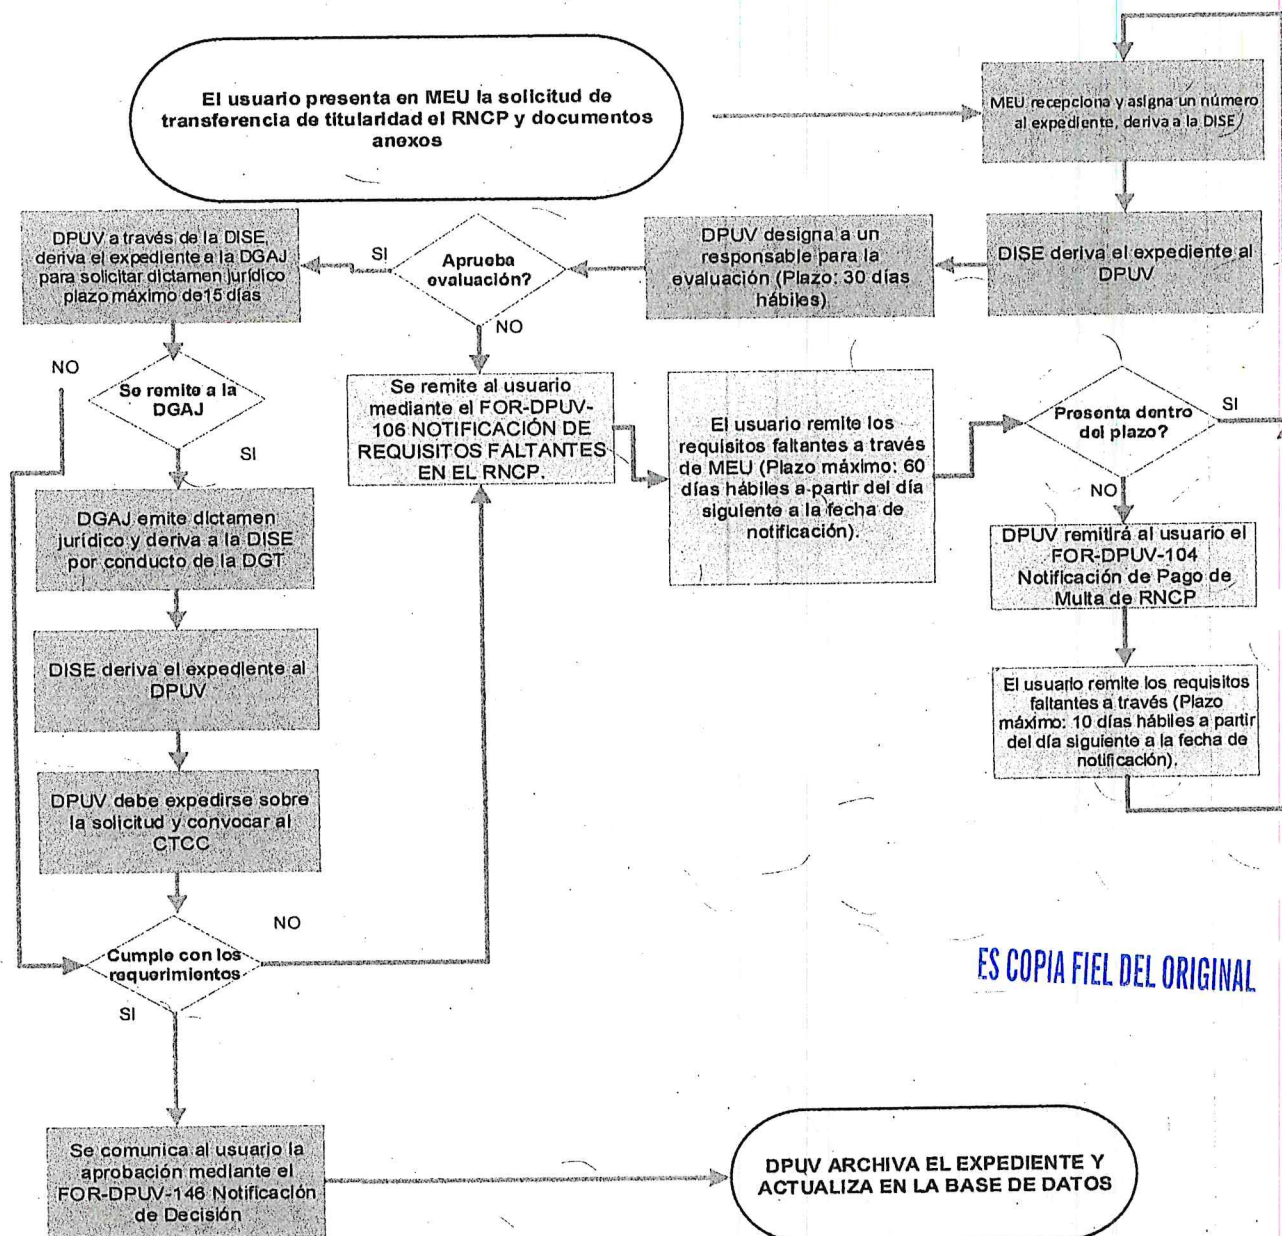 El usuario presenta en MEU la solicitud de
transferencia de titularidad el RNCP y documentos
anexos
MEU recepciona y asigna un número
al expediente, deriva a la DISE
DISE deriva el expediente al
DPUV
DPUV designa a un
responsable para la
evaluación (Plazo: 30 días
hábiles)
Aprueba
evaluación?
SI
NO
DPUV a través de la DISE,
deriva el expediente a la DGAJ
para solicitar dictamen jurídico
plazo máximo de15 días
NO
Se remite a la
DGAJ
SI
Se remite al usuario
mediante el FOR-DPUV-
106 NOTIFICACIÓN DE
REQUISITOS FALTANTES
EN EL RNCP.
El usuario remite los
requisitos faltantes a través
de MEU (Plazo máximo: 60
días hábiles a partir del día
siguiente a la fecha de
notificación).
Presenta dentro
del plazo?
SI
NO
DPUV remitirá al usuario el
FOR-DPUV-104
Notificación de Pago de
Multa de RNCP
El usuario remite los requisitos
faltantes a través (Plazo
máximo: 10 días hábiles a partir
del día siguiente a la fecha de
notificación).
DGAJ emite dictamen
jurídico y deriva a la DISE
por conducto de la DGT
DISE deriva el expediente al
DPUV
DPUV debe expedirse sobre
la solicitud y convocar al
CTCC
Cumple con los
requerimientos
NO
SI
ES COPIA FIEL DEL ORIGINAL
Se comunica al usuario la
aprobación mediante el
FOR-DPUV-146 Notificación
de Decisión
DPUV ARCHIVA EL EXPEDIENTE Y
ACTUALIZA EN LA BASE DE DATOS